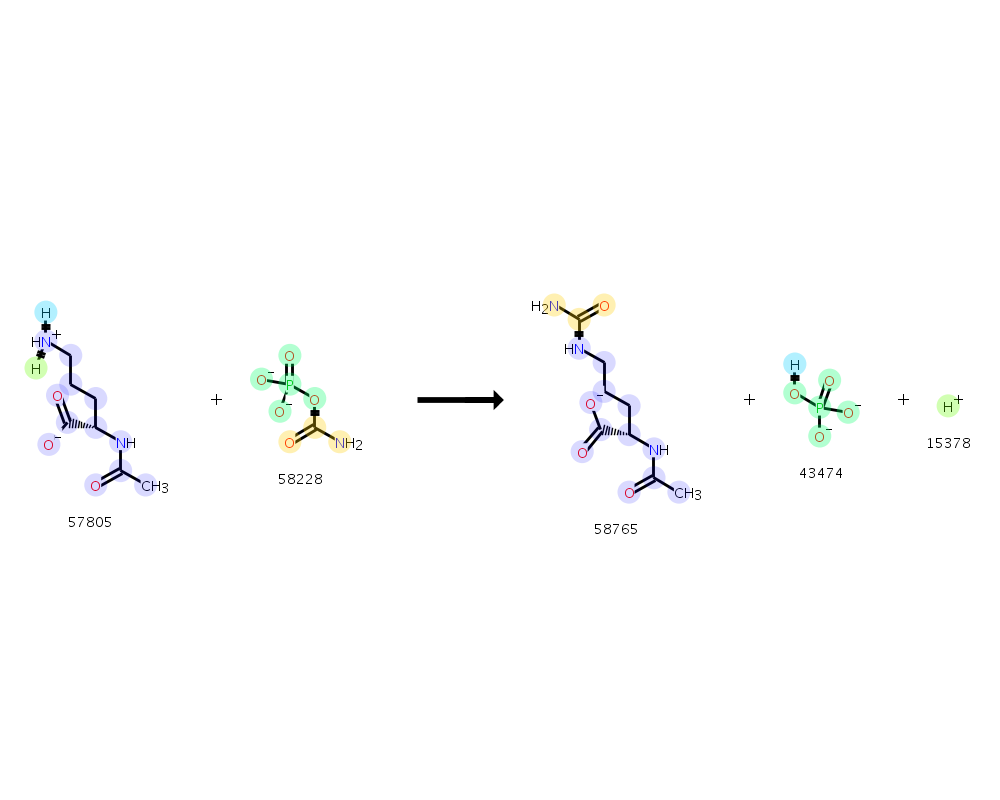 H
HN+
H
O
O−
NH
O
CH3
57805
+
O
O−
P
O−
O
O
NH2
58228
H2N
O
HN
O−
O
NH
O
CH3
58765
+
H
O
O
P
O−
O−
43474
+
H+
15378